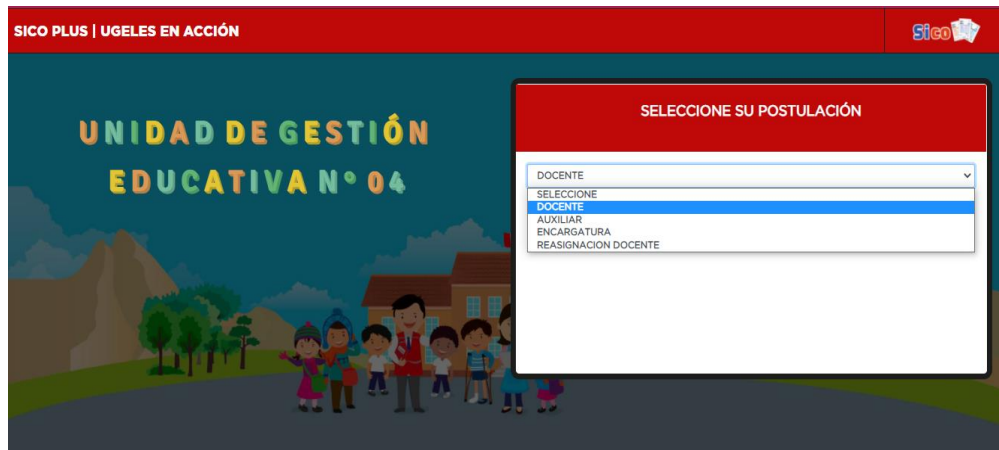 SICO PLUS | UGELES EN ACCIÓN
Sico
UNIDAD DE GESTIÓN
EDUCATIVA N° 04
SELECCIONE SU POSTULACIÓN
DOCENTE
SELECCIONE
DOCENTE
AUXILIAR
ENCARGATURA
REASIGNACION DOCENTE